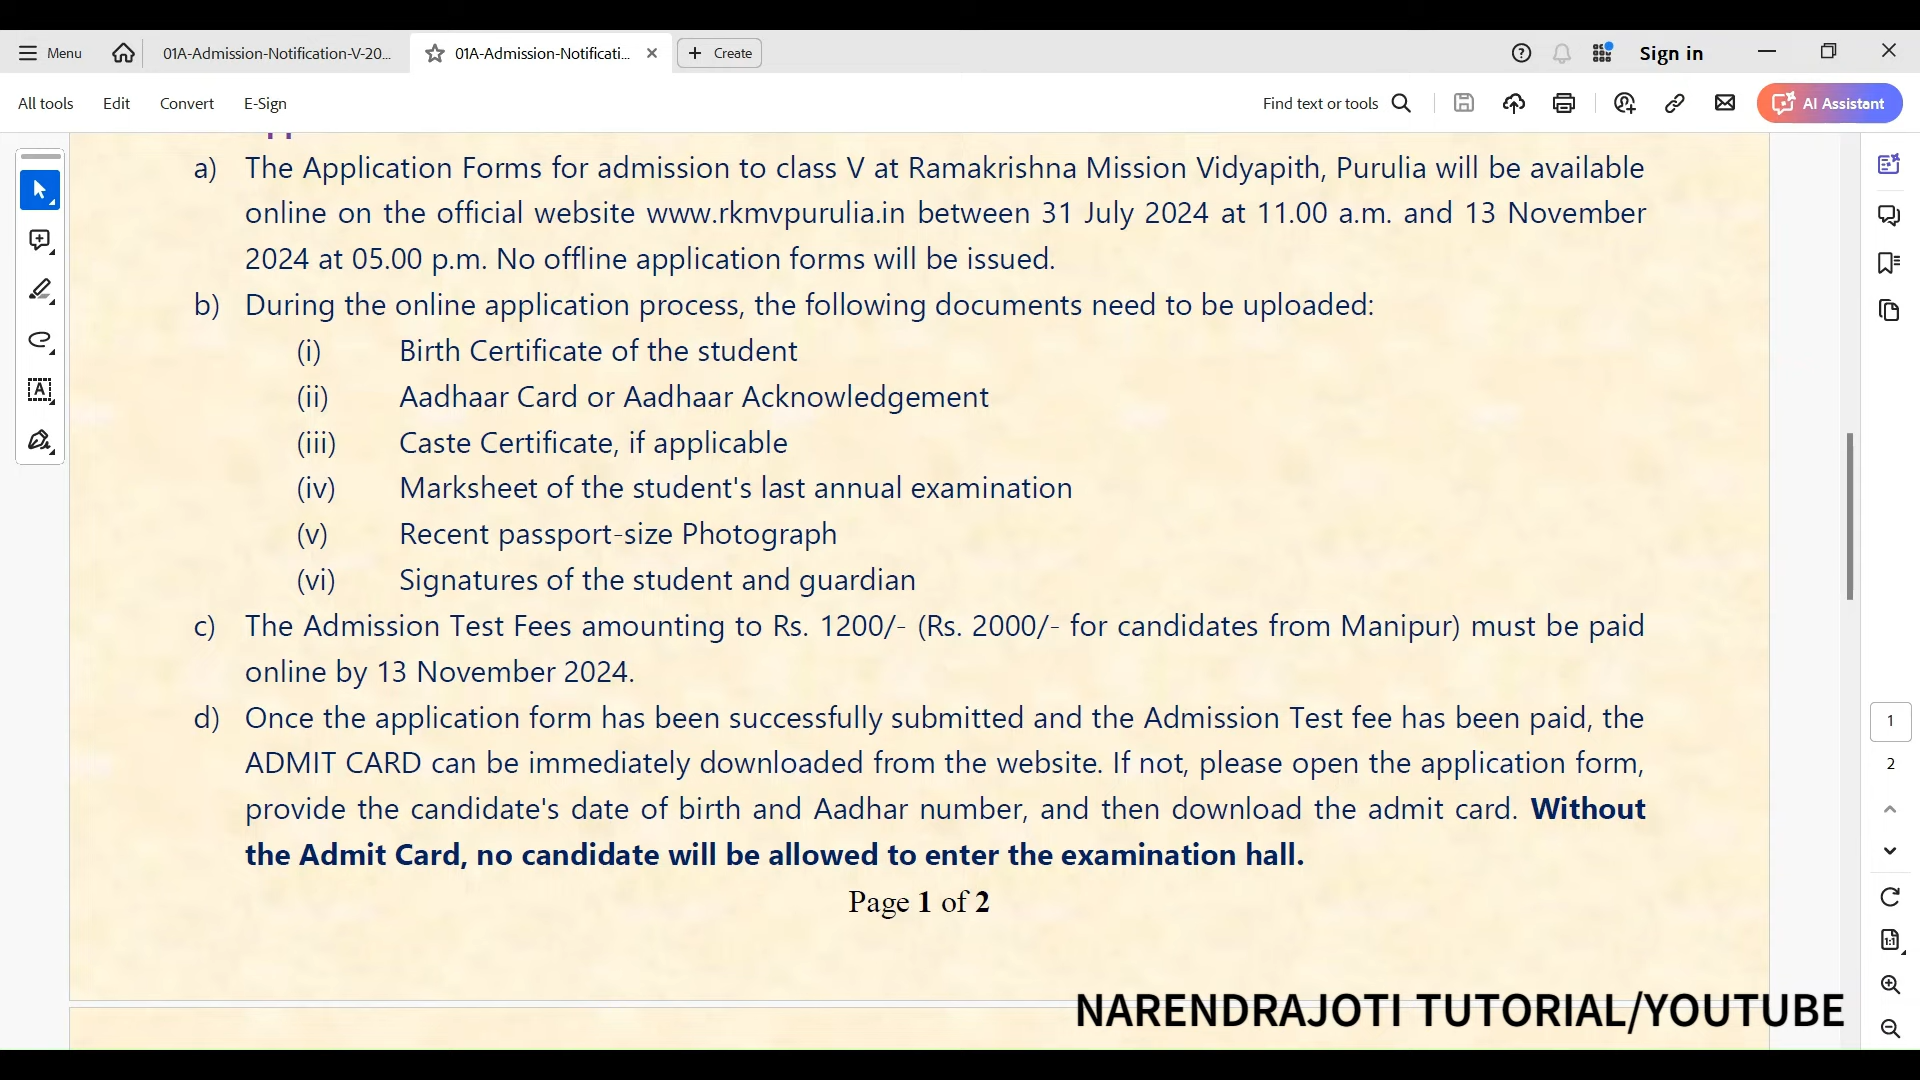 Menu
01A-Admission-Notification-V-20...
01A-Admission-Notificati...
Create
Sign in
All tools
Edit
Convert
E-Sign
Find text or tools
AI Assistant
a) The Application Forms for admission to class V at Ramakrishna Mission Vidyapith, Purulia will be available
online on the official website www.rkmvpurulia.in between 31 July 2024 at 11.00 a.m. and 13 November
2024 at 05.00 p.m. No offline application forms will be issued.
b) During the online application process, the following documents need to be uploaded:
(i) Birth Certificate of the student
(ii) Aadhaar Card or Aadhaar Acknowledgement
(iii) Caste Certificate, if applicable
(iv) Marksheet of the student's last annual examination
(v) Recent passport-size Photograph
(vi) Signatures of the student and guardian
c) The Admission Test Fees amounting to Rs. 1200/- (Rs. 2000/- for candidates from Manipur) must be paid
online by 13 November 2024.
d) Once the application form has been successfully submitted and the Admission Test fee has been paid, the
ADMIT CARD can be immediately downloaded from the website. If not, please open the application form,
provide the candidate's date of birth and Aadhar number, and then download the admit card. Without
the Admit Card, no candidate will be allowed to enter the examination hall.
Page 1 of 2
1
2
NARENDRAJOTI TUTORIAL/YOUTUBE